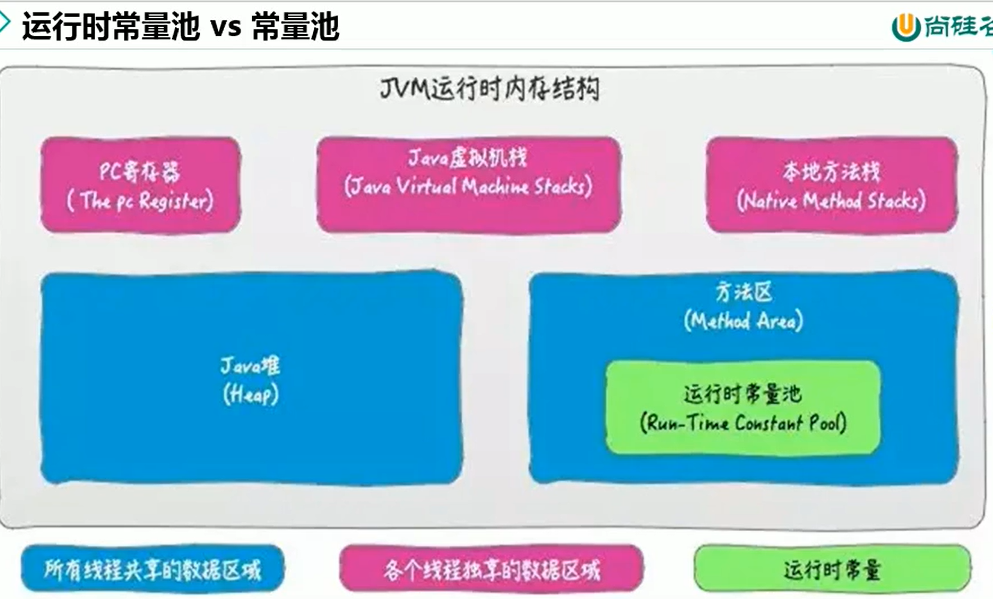 运行时常量池 vs 常量池
尚硅谷
JVM运行时内存结构
PC寄存器
( The pc Register)
Java虚拟机栈
(Java Virtual Machine Stacks)
本地方法栈
(Native Method Stacks)
Java堆
(Heap)
方法区
(Method Area)
运行时常量池
(Run-Time Constant Pool)
所有线程共享的数据区域
各个线程独享的数据区域
运行时常量